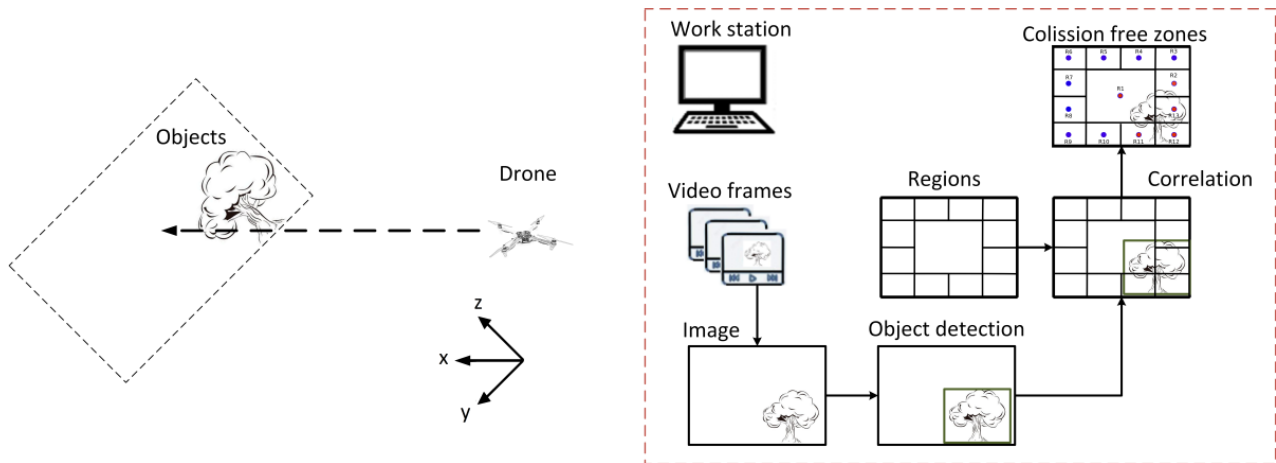 Objects
Drone
z
x
y
Work station
Colission free zones
R6 R5 R4 R3
R7 R2
R1
R8 R13
R9 R10 R11 R12
Video frames
Regions
Correlation
Image
Object detection